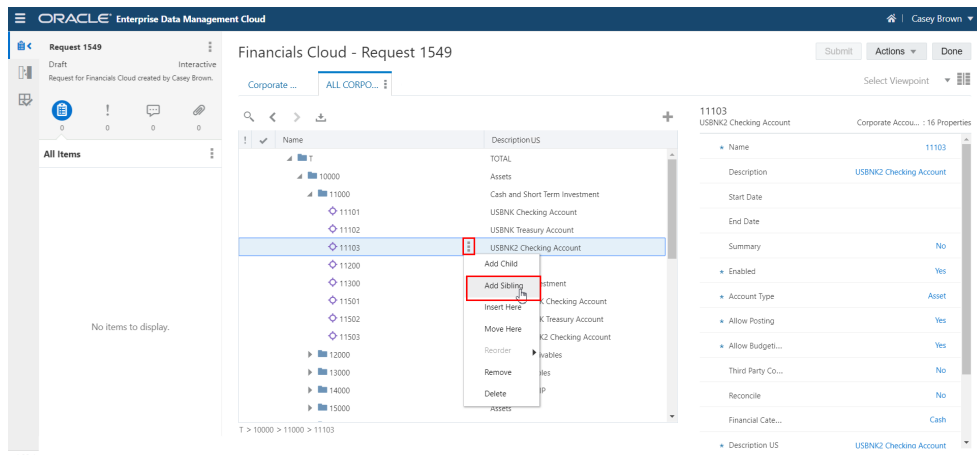 ORACLE® Enterprise Data Management Cloud
Casey Brown
Request 1549
Draft
Interactive
Request for Financials Cloud created by Casey Brown.
0
0
0
0
All Items
No items to display.
Financials Cloud - Request 1549
Submit
Actions
Done
Corporate ...
ALL CORPO...
Select Viewpoint
! Name Description US
T TOTAL
10000 Assets
11000 Cash and Short Term Investment
11101 USBNK Checking Account
11102 USBNK Treasury Account
11103 USBNK2 Checking Account
11200
11300 stment
11501 K Checking Account
11502 K Treasury Account
11503 K2 Checking Account
12000 ivables
13000 les
14000 IP
15000 Assets
Add Child
Add Sibling
Insert Here
Move Here
Reorder
Remove
Delete
T > 10000 > 11000 > 11103
11103
USBNK2 Checking Account
Corporate Accou... : 16 Properties
★ Name 11103
Description USBNK2 Checking Account
Start Date
End Date
Summary No
★ Enabled Yes
★ Account Type Asset
★ Allow Posting Yes
★ Allow Budgeti... Yes
Third Party Co... No
Reconcile No
Financial Cate... Cash
★ Description US USBNK2 Checking Account